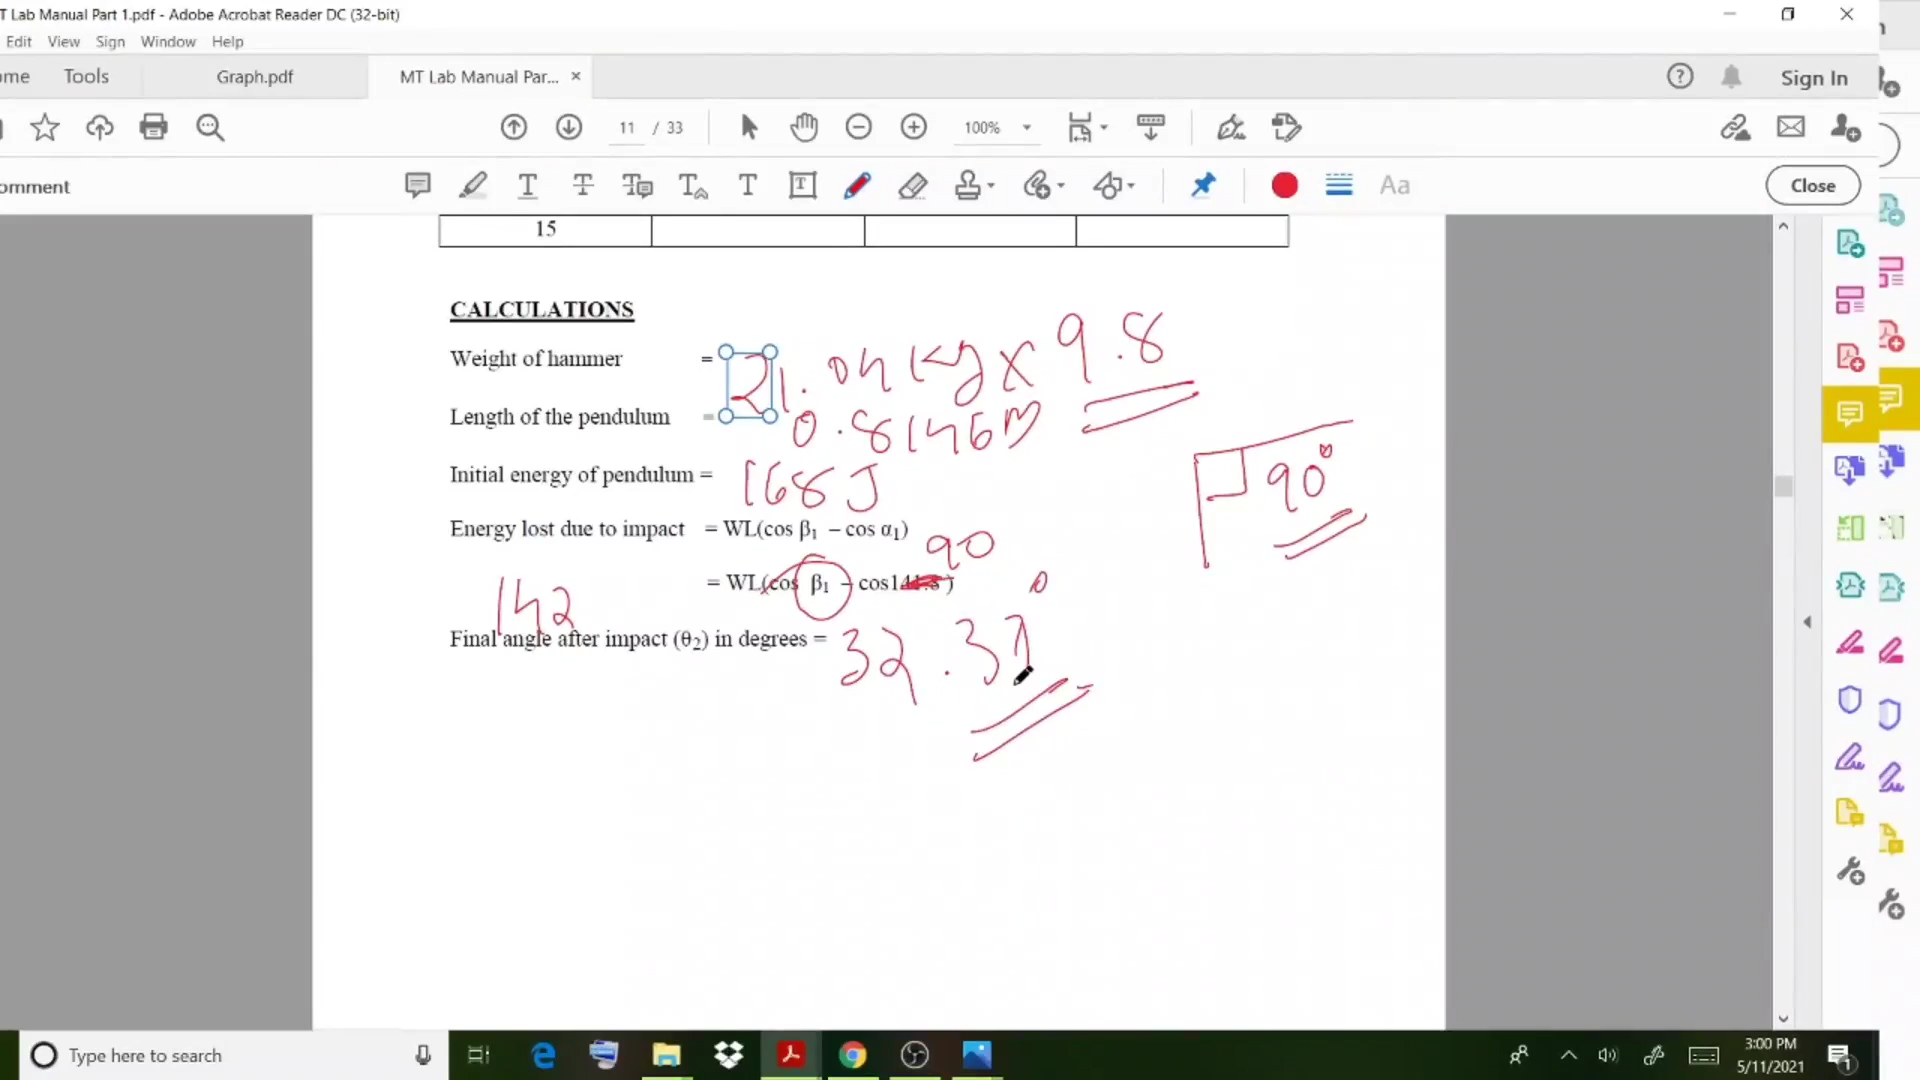 T Lab Manual Part 1.pdf - Adobe Acrobat Reader DC (32-bit)
Edit View Sign Window Help
ome Tools Graph.pdf MT Lab Manual Par... × Sign In
11 / 33 100%
omment Aa Close
15
CALCULATIONS
Weight of hammer = 21.04 Kg x 9.8
Length of the pendulum = 0.8146 m
Initial energy of pendulum = 168 J
90°
Energy lost due to impact = WL(cos β1 – cos α1)
90
= WL(cos β1 – cos141.8 )
142
Final angle after impact (θ2) in degrees = 32.37°
Type here to search
3:00 PM
5/11/2021
1